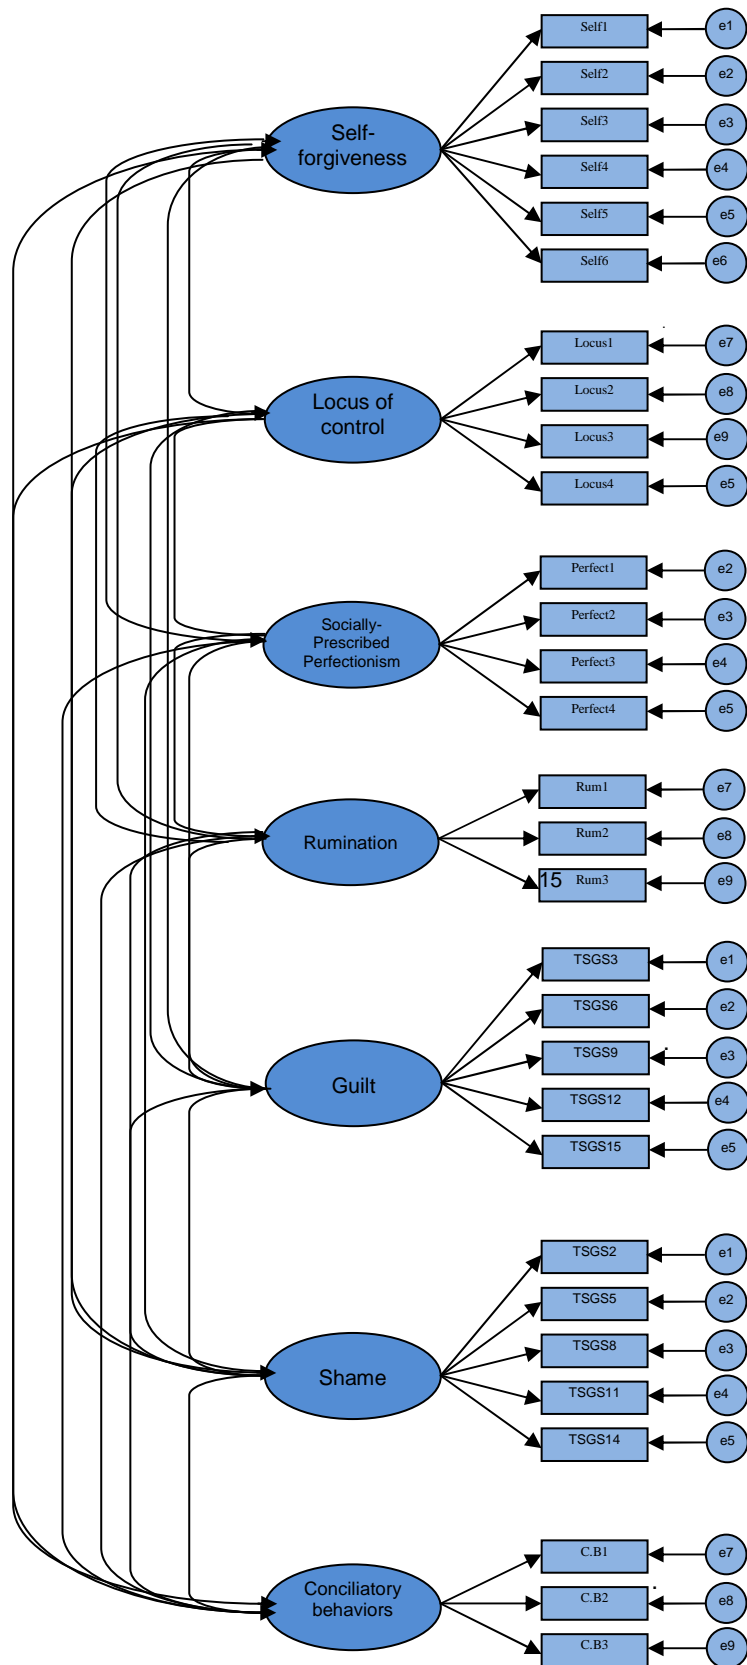 Self1
e1
Self2
e2
Self-
forgiveness
Self3
e3
Self4
e4
Self5
e5
Self6
e6
Locus1
e7
Locus2
e8
Locus of
control
Locus3
e9
Locus4
e5
Perfect1
e2
Perfect2
e3
Socially-
Prescribed
Perfectionism
Perfect3
e4
Perfect4
e5
Rum1
e7
Rumination
Rum2
e8
15
Rum3
e9
TSGS3
e1
TSGS6
e2
Guilt
TSGS9
e3
TSGS12
e4
TSGS15
e5
TSGS2
e1
TSGS5
e2
Shame
TSGS8
e3
TSGS11
e4
TSGS14
e5
C.B1
e7
Conciliatory
behaviors
C.B2
e8
C.B3
e9